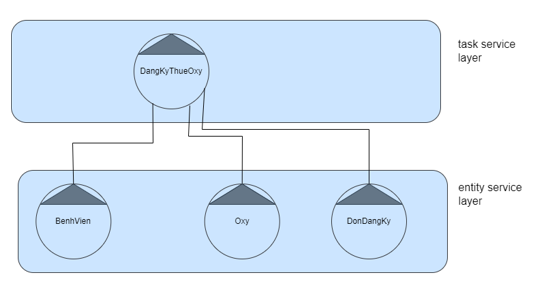 task service
layer
DangKyThueOxy
entity service
layer
BenhVien
Oxy
DonDangKy